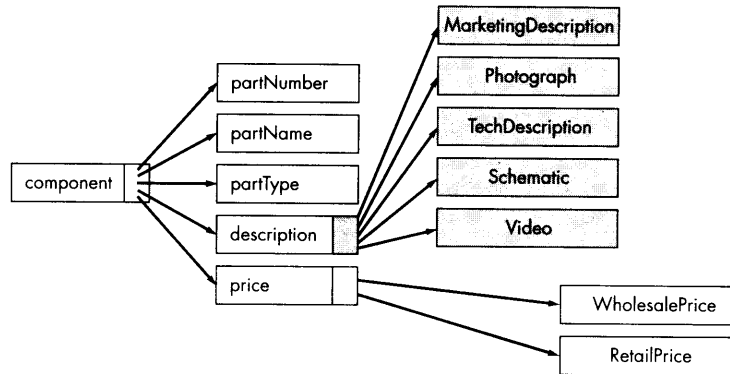 component
partNumber
partName
partType
description
price
MarketingDescription
Photograph
TechDescription
Schematic
Video
WholesalePrice
RetailPrice